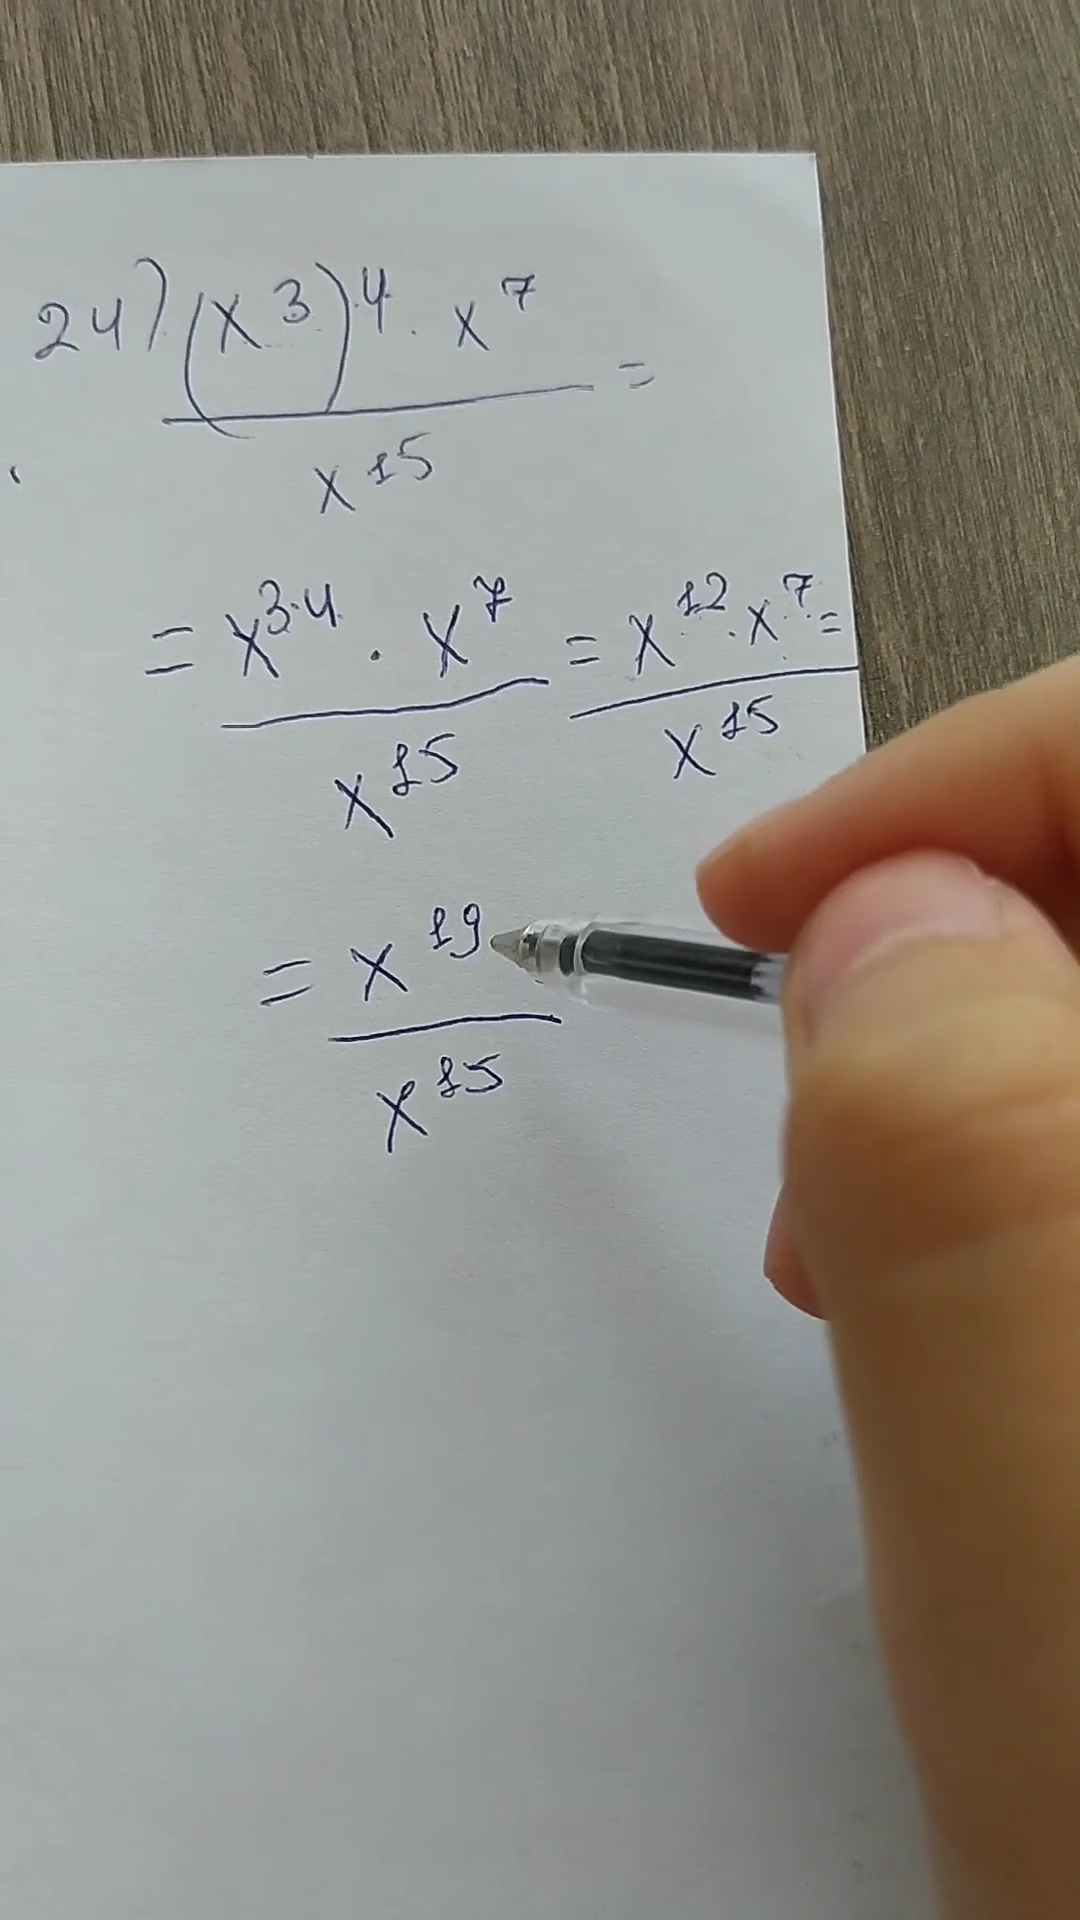 24) (x³)⁴ · x⁷ =
x¹⁵
= x³·⁴ · x⁷ = x¹² · x⁷ =
x¹⁵ x¹⁵
= x¹⁹
x¹⁵